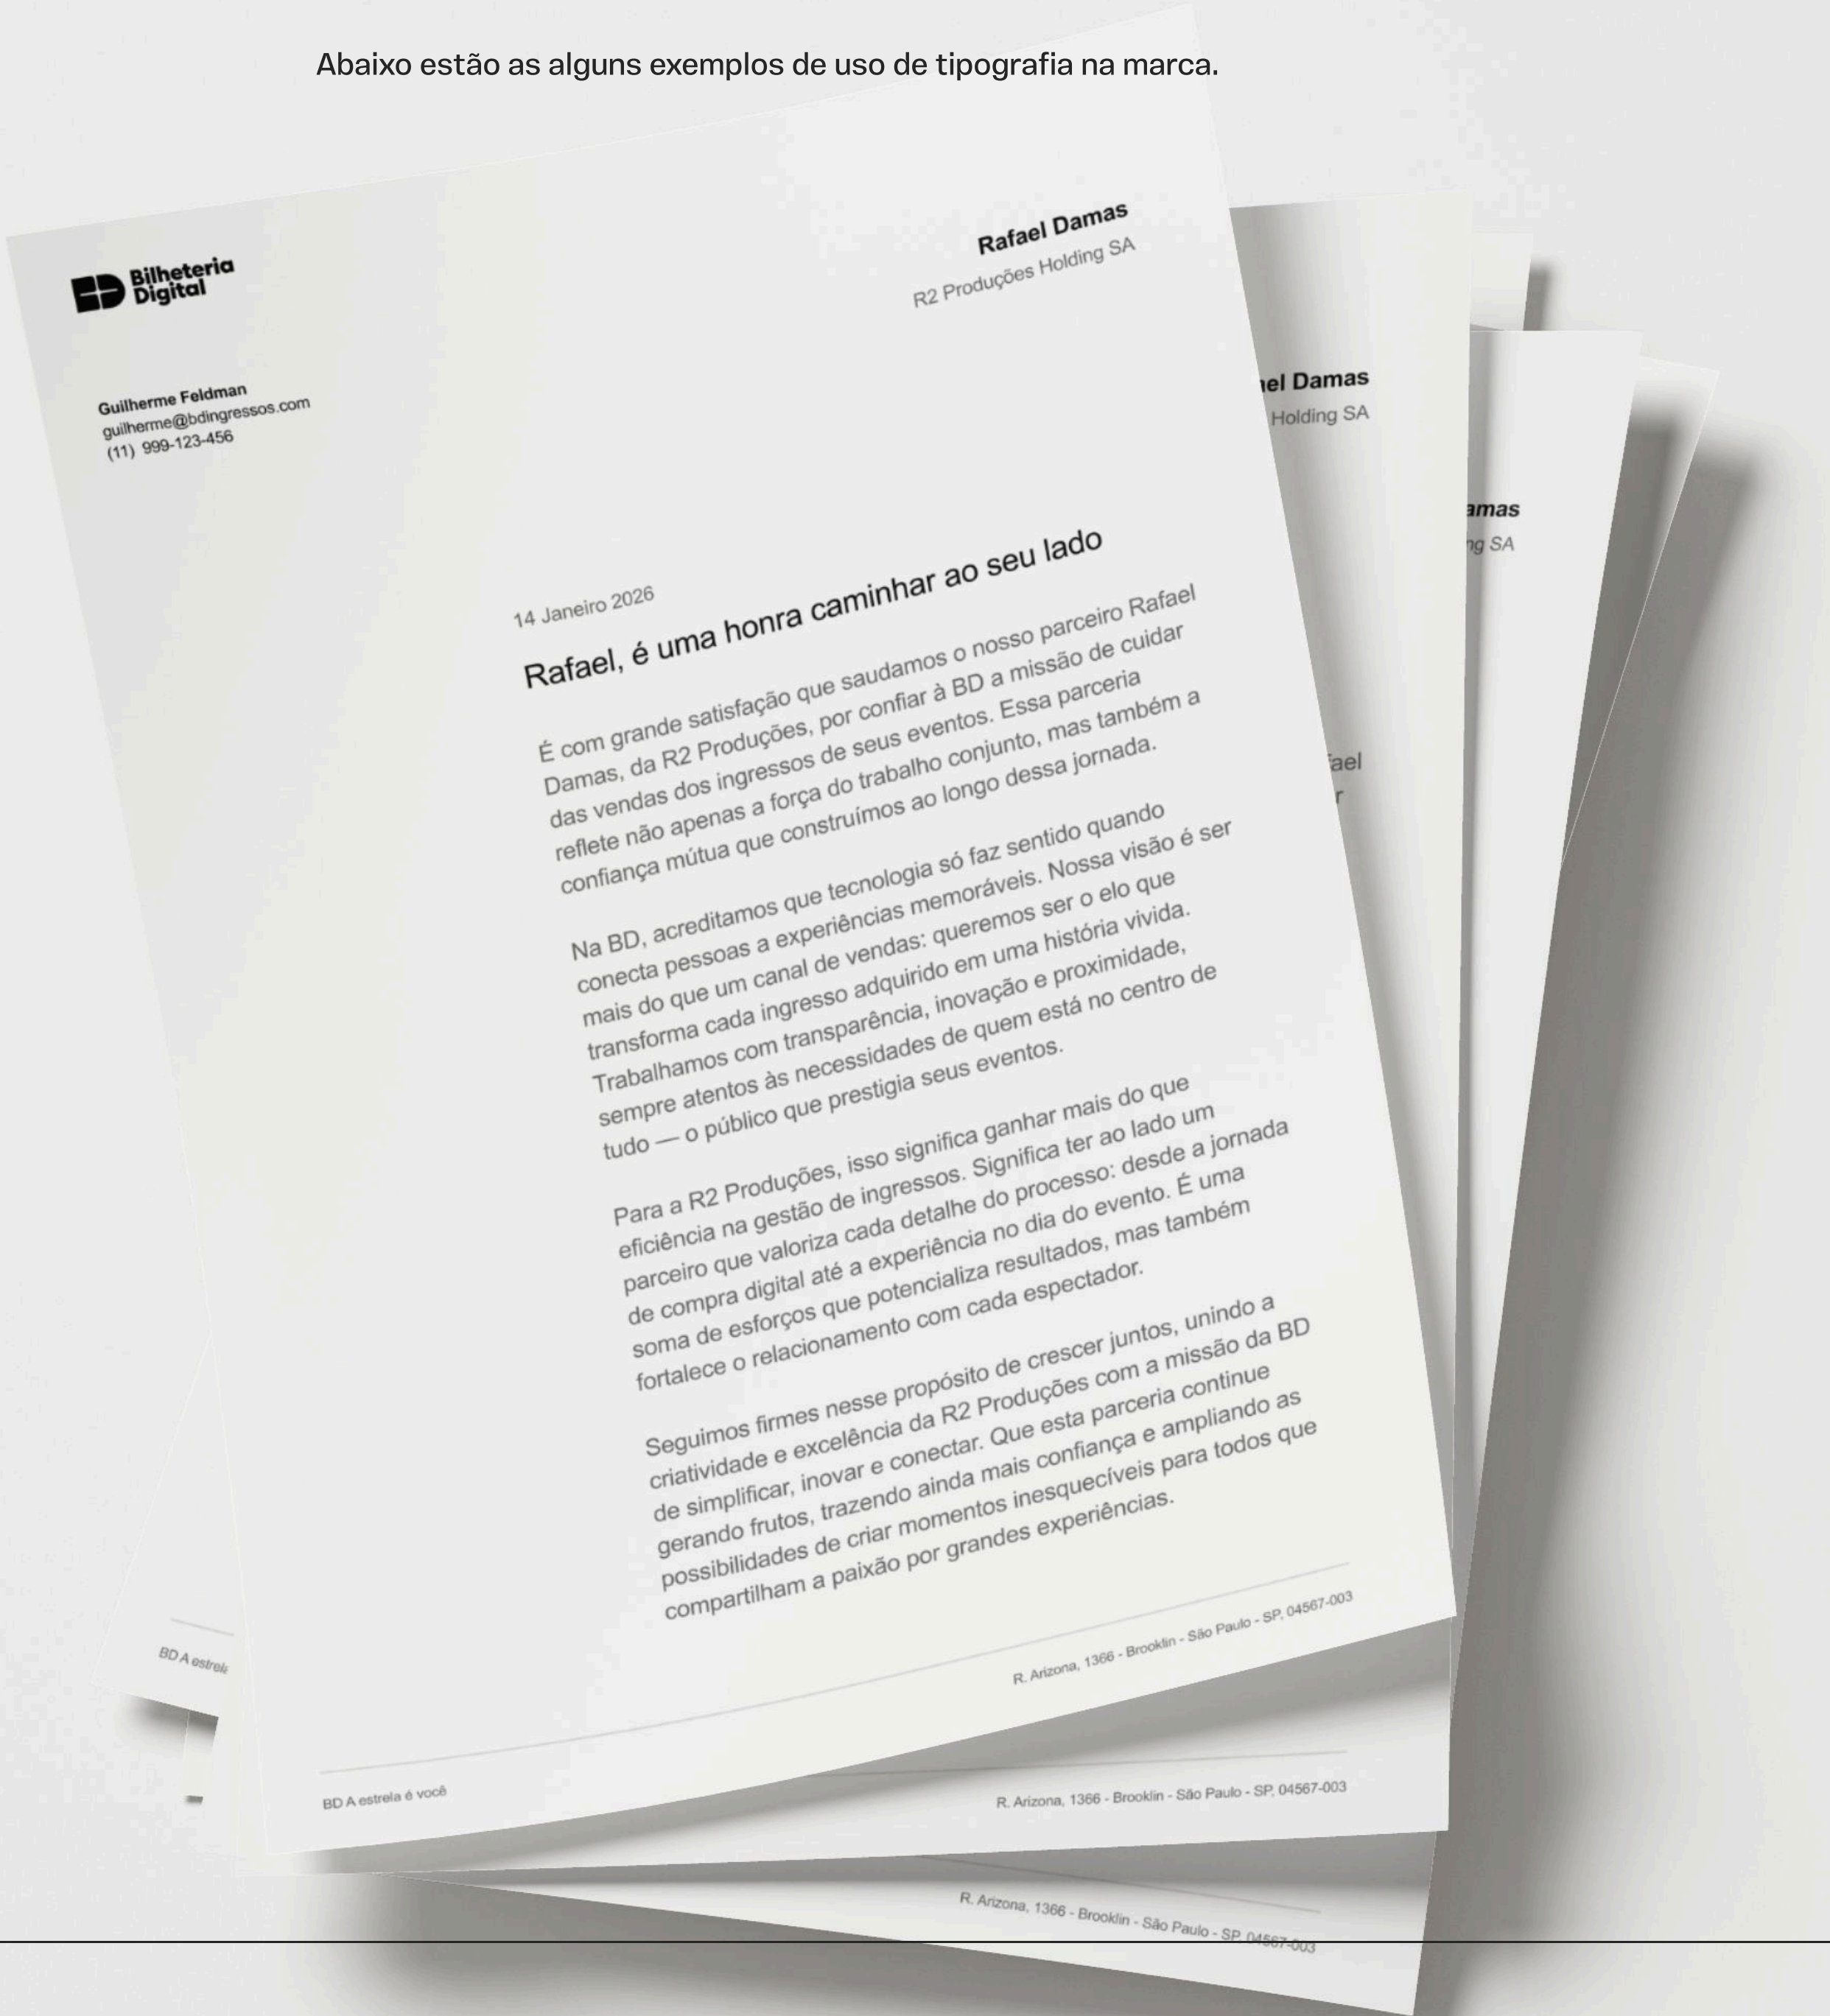 Abaixo estão as alguns exemplos de uso de tipografia na marca.
Bilheteria
Digital
Rafael Damas
R2 Produções Holding SA
Guilherme Feldman
guilherme@bdingressos.com
(11) 999-123-456
14 Janeiro 2026
Rafael, é uma honra caminhar ao seu lado
É com grande satisfação que saudamos o nosso parceiro Rafael
Damas, da R2 Produções, por confiar à BD a missão de cuidar
das vendas dos ingressos de seus eventos. Essa parceria
reflete não apenas a força do trabalho conjunto, mas também a
confiança mútua que construímos ao longo dessa jornada.
Na BD, acreditamos que tecnologia só faz sentido quando
conecta pessoas a experiências memoráveis. Nossa visão é ser
mais do que um canal de vendas: queremos ser o elo que
transforma cada ingresso adquirido em uma história vivida.
Trabalhamos com transparência, inovação e proximidade,
sempre atentos às necessidades de quem está no centro de
tudo — o público que prestigia seus eventos.
Para a R2 Produções, isso significa ganhar mais do que
eficiência na gestão de ingressos. Significa ter ao lado um
parceiro que valoriza cada detalhe do processo: desde a jornada
de compra digital até a experiência no dia do evento. É uma
soma de esforços que potencializa resultados, mas também
fortalece o relacionamento com cada espectador.
Seguimos firmes nesse propósito de crescer juntos, unindo a
criatividade e excelência da R2 Produções com a missão da BD
de simplificar, inovar e conectar. Que esta parceria continue
gerando frutos, trazendo ainda mais confiança e ampliando as
possibilidades de criar momentos inesquecíveis para todos que
compartilham a paixão por grandes experiências.
R. Arizona, 1366 - Brooklin - São Paulo - SP, 04567-003
BD A estrela é você
el Damas
Holding SA
amas
ng SA
fael
r
BD A estrela
R. Arizona, 1366 - Brooklin - São Paulo - SP, 04567-003
R. Arizona, 1366 - Brooklin - São Paulo - SP, 04567-003